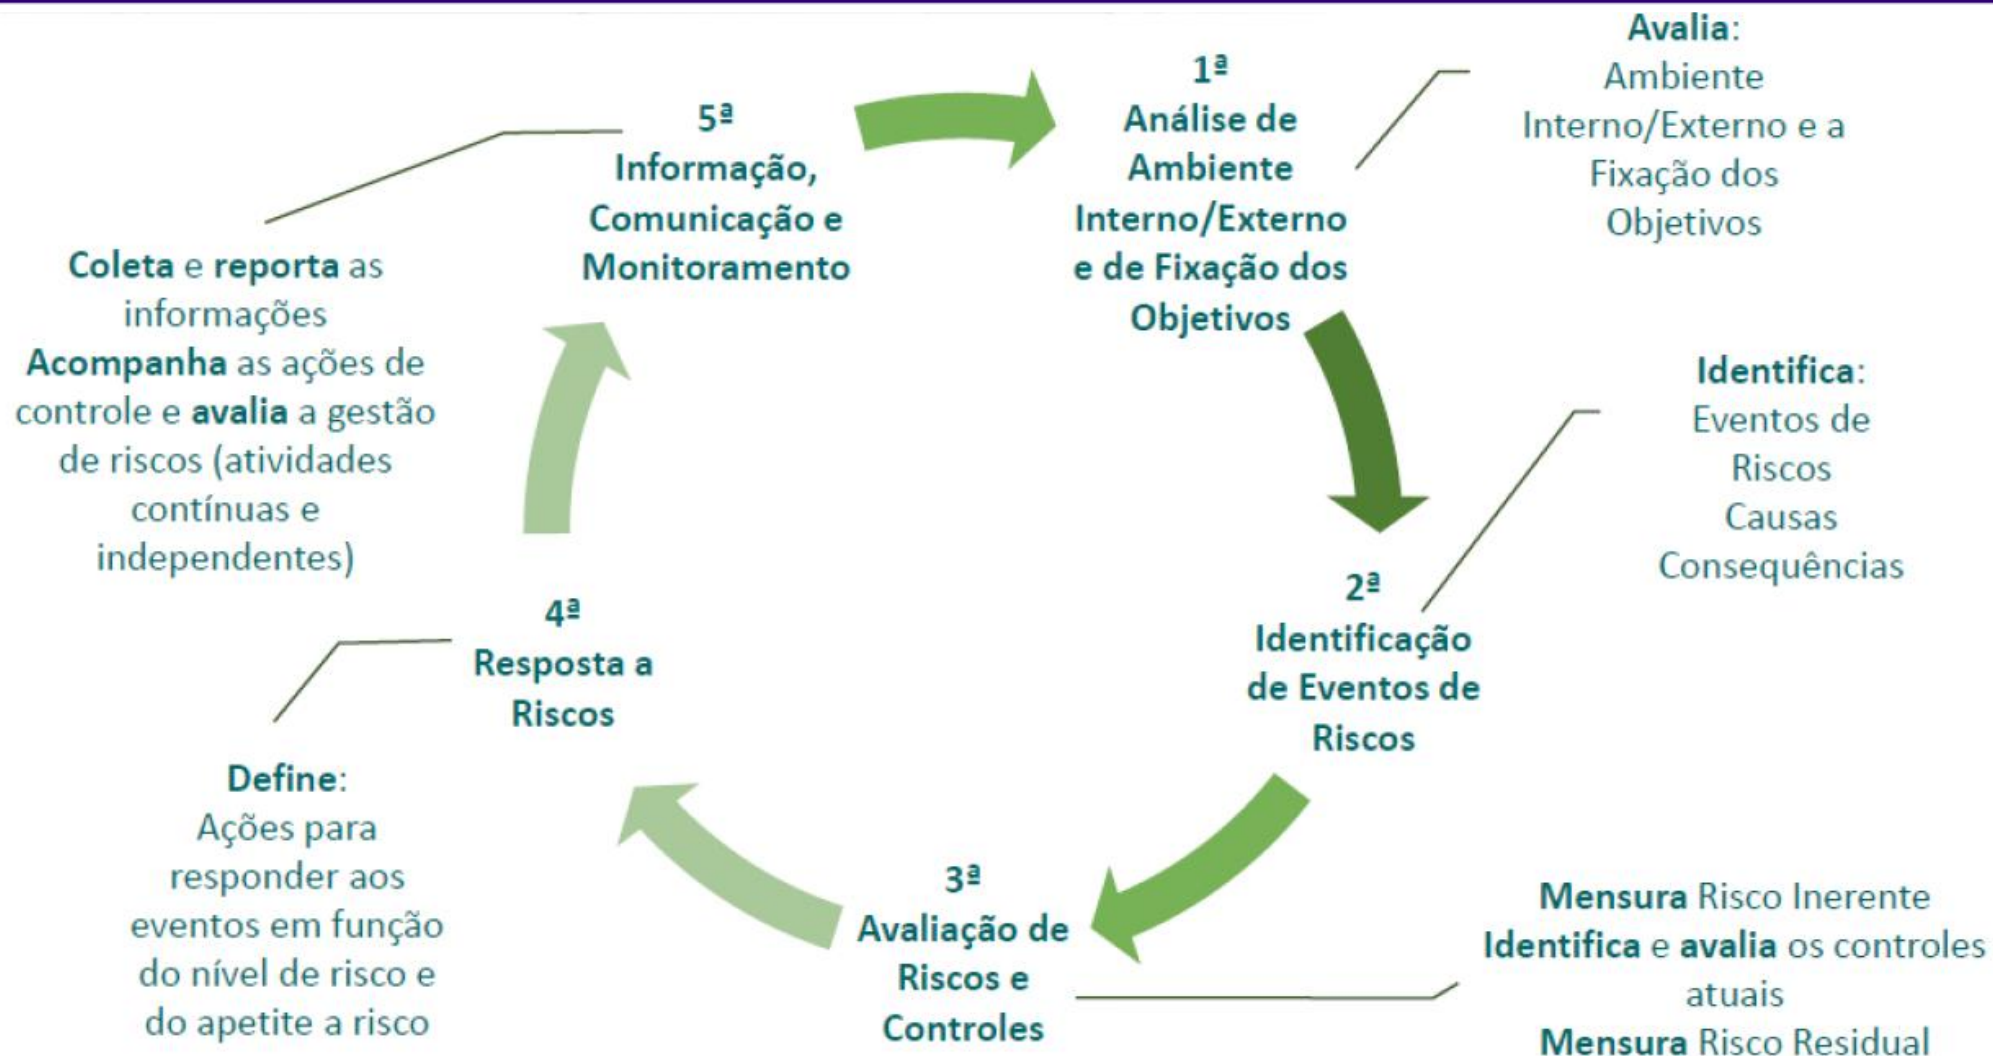 1ª
Análise de
Ambiente
Interno/Externo
e de Fixação dos
Objetivos
Avalia:
Ambiente
Interno/Externo e a
Fixação dos
Objetivos
2ª
Identificação
de Eventos de
Riscos
Identifica:
Eventos de
Riscos
Causas
Consequências
3ª
Avaliação de
Riscos e
Controles
Mensura Risco Inerente
Identifica e avalia os controles
atuais
Mensura Risco Residual
4ª
Resposta a
Riscos
Define:
Ações para
responder aos
eventos em função
do nível de risco e
do apetite a risco
5ª
Informação,
Comunicação e
Monitoramento
Coleta e reporta as
informações
Acompanha as ações de
controle e avalia a gestão
de riscos (atividades
contínuas e
independentes)